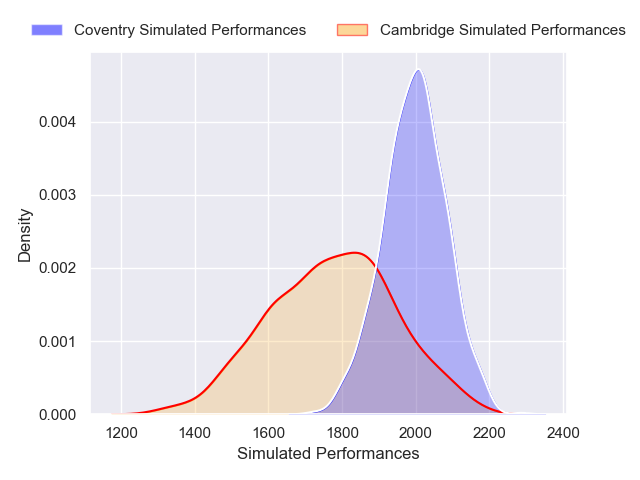 Coventry Simulated Performances Cambridge Simulated Performances
0.004
0.003
0.002
0.001
0.000
Density
1200 1400 1600 1800 2000 2200 2400
Simulated Performances